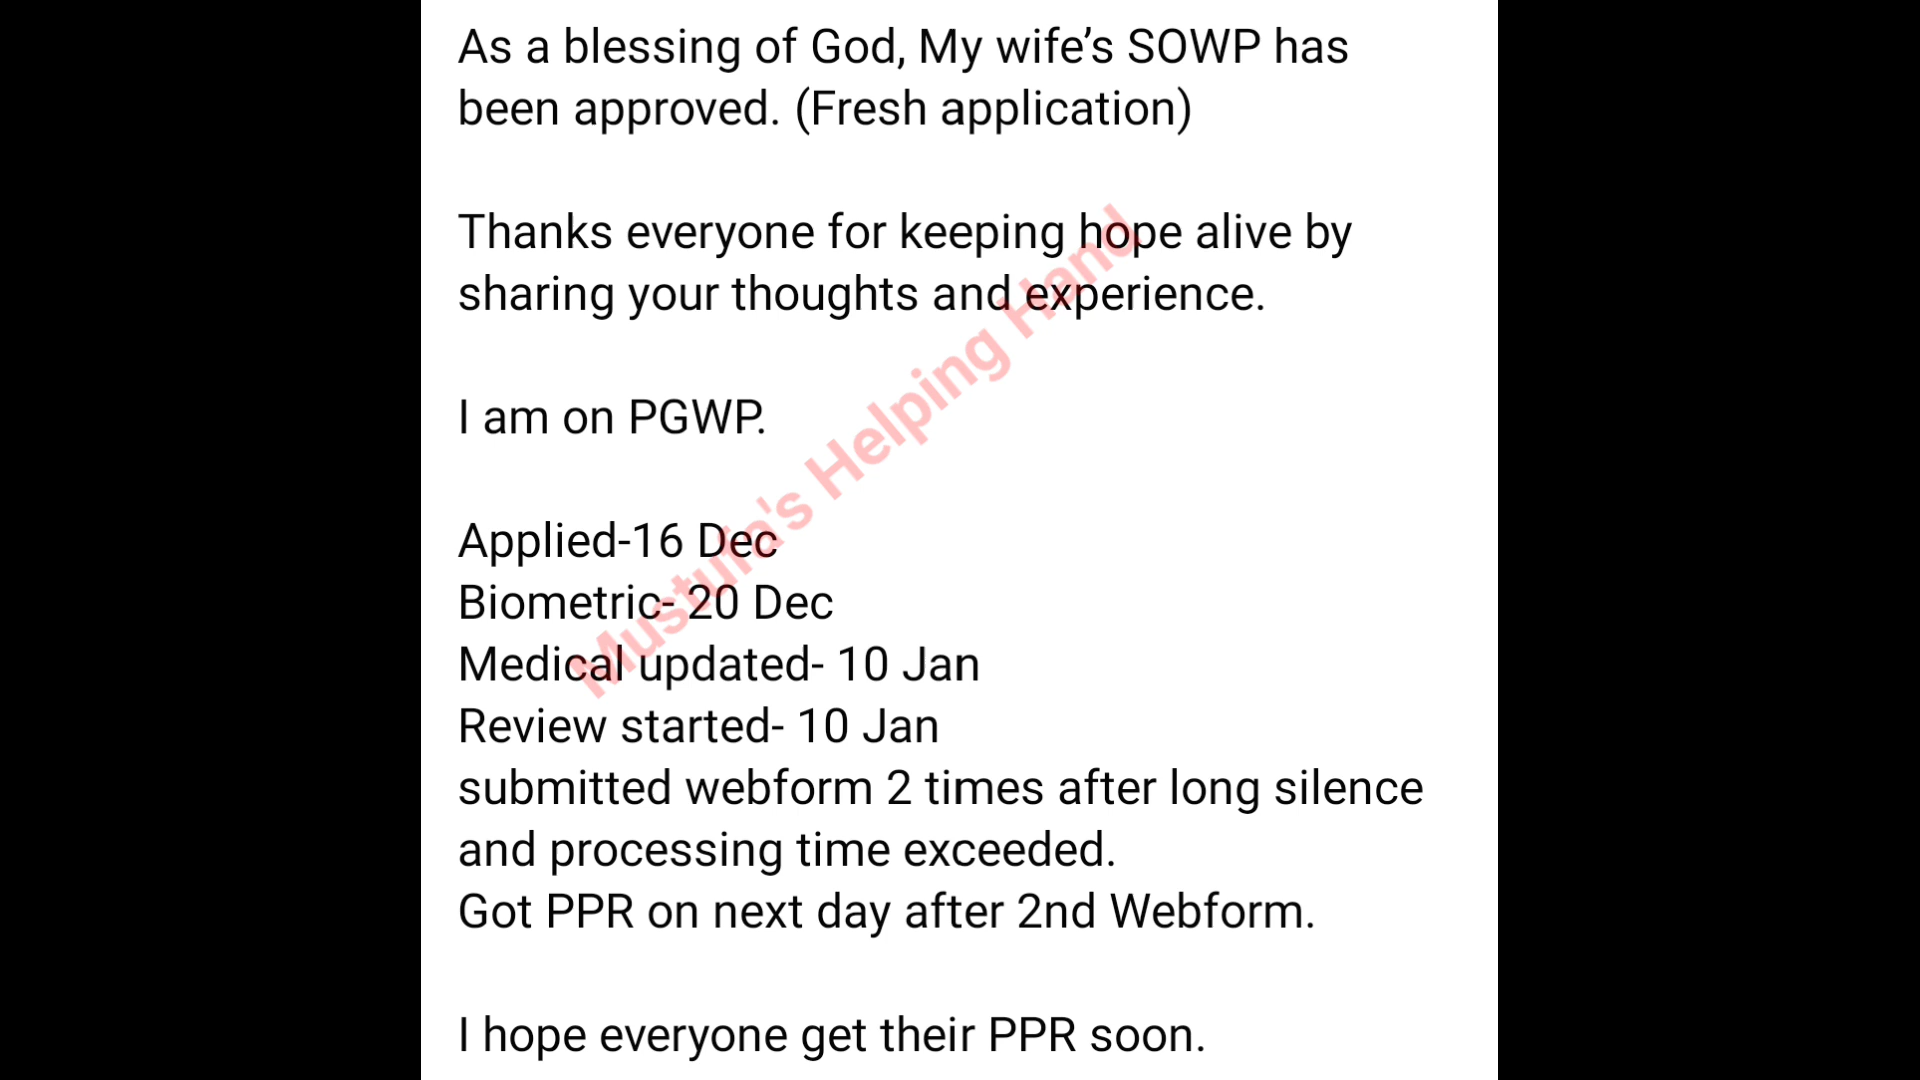 As a blessing of God, My wife’s SOWP has
been approved. (Fresh application)
Thanks everyone for keeping hope alive by
sharing your thoughts and experience.
I am on PGWP.
Applied-16 Dec
Biometric- 20 Dec
Medical updated- 10 Jan
Review started- 10 Jan
submitted webform 2 times after long silence
and processing time exceeded.
Got PPR on next day after 2nd Webform.
I hope everyone get their PPR soon.
Mustufa's Helping Hand